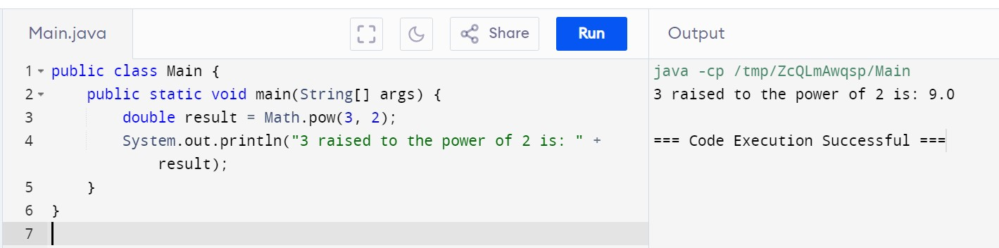 Main.java
Share
Run
Output
1 public class Main {
2 public static void main(String[] args) {
3 double result = Math.pow(3, 2);
4 System.out.println("3 raised to the power of 2 is: " +
result);
5 }
6 }
7
java -cp /tmp/ZcQLmAwqsp/Main
3 raised to the power of 2 is: 9.0
=== Code Execution Successful ===